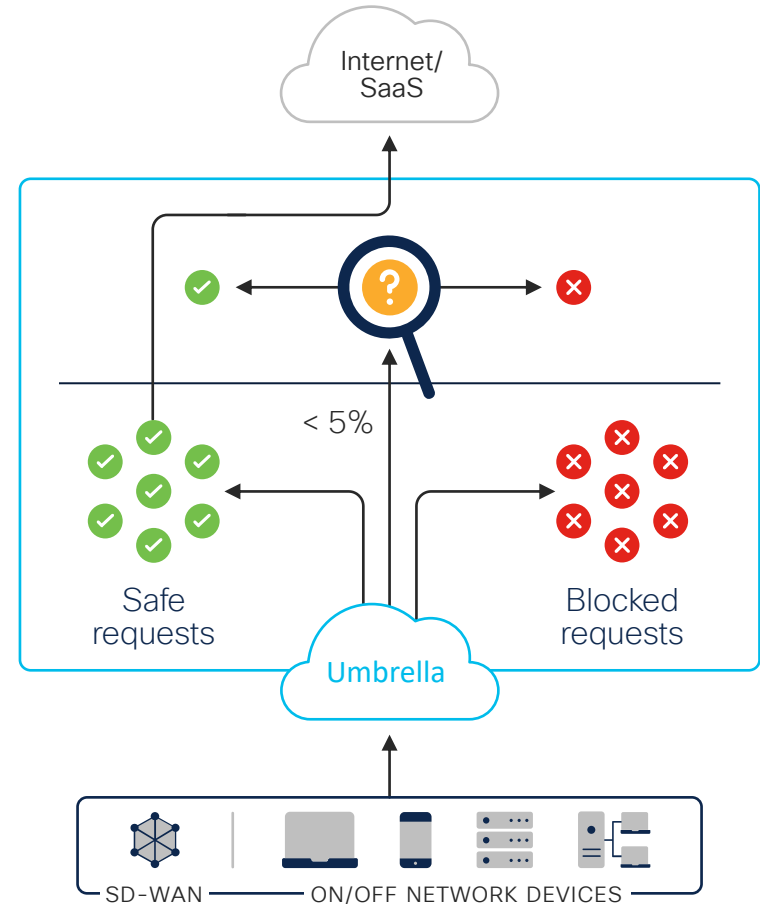 Internet/
SaaS
?
< 5%
Safe
requests
Blocked
requests
Umbrella
SD-WAN
ON/OFF NETWORK DEVICES